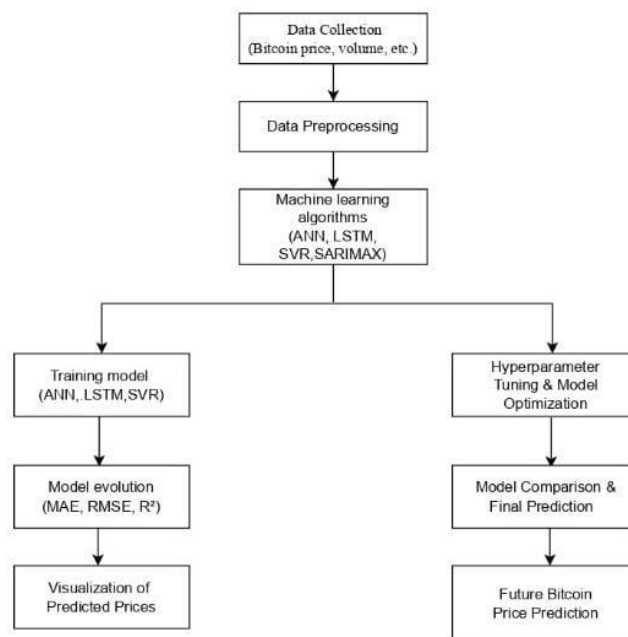 Data Collection
(Bitcoin price, volume, etc.)
Data Preprocessing
Machine learning
algorithms
(ANN, LSTM,
SVR,SARIMAX)
Training model
(ANN,.LSTM,SVR)
Hyperparameter
Tuning & Model
Optimization
Model evolution
(MAE, RMSE, R²)
Model Comparison &
Final Prediction
Visualization of
Predicted Prices
Future Bitcoin
Price Prediction